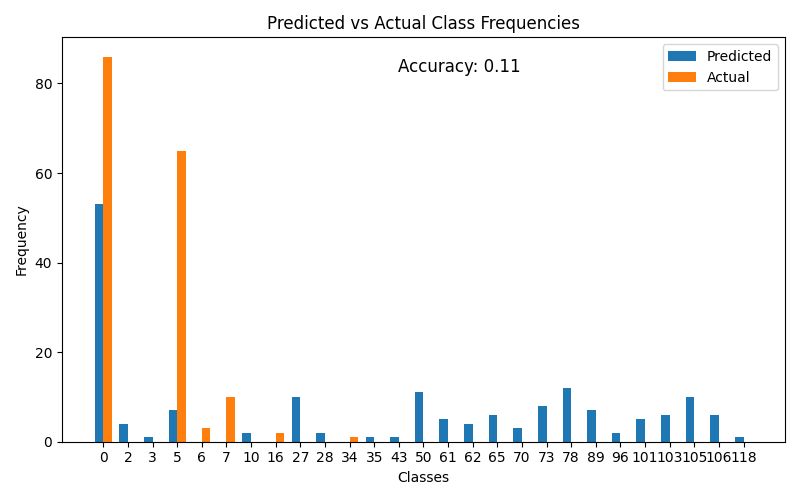 Predicted vs Actual Class Frequencies
Accuracy: 0.11
Predicted
Actual
Frequency
80
60
40
20
0
0 2 3 5 6 7 10 16 27 28 34 35 43 50 61 62 65 70 73 78 89 96 101 103 105 106 118
Classes